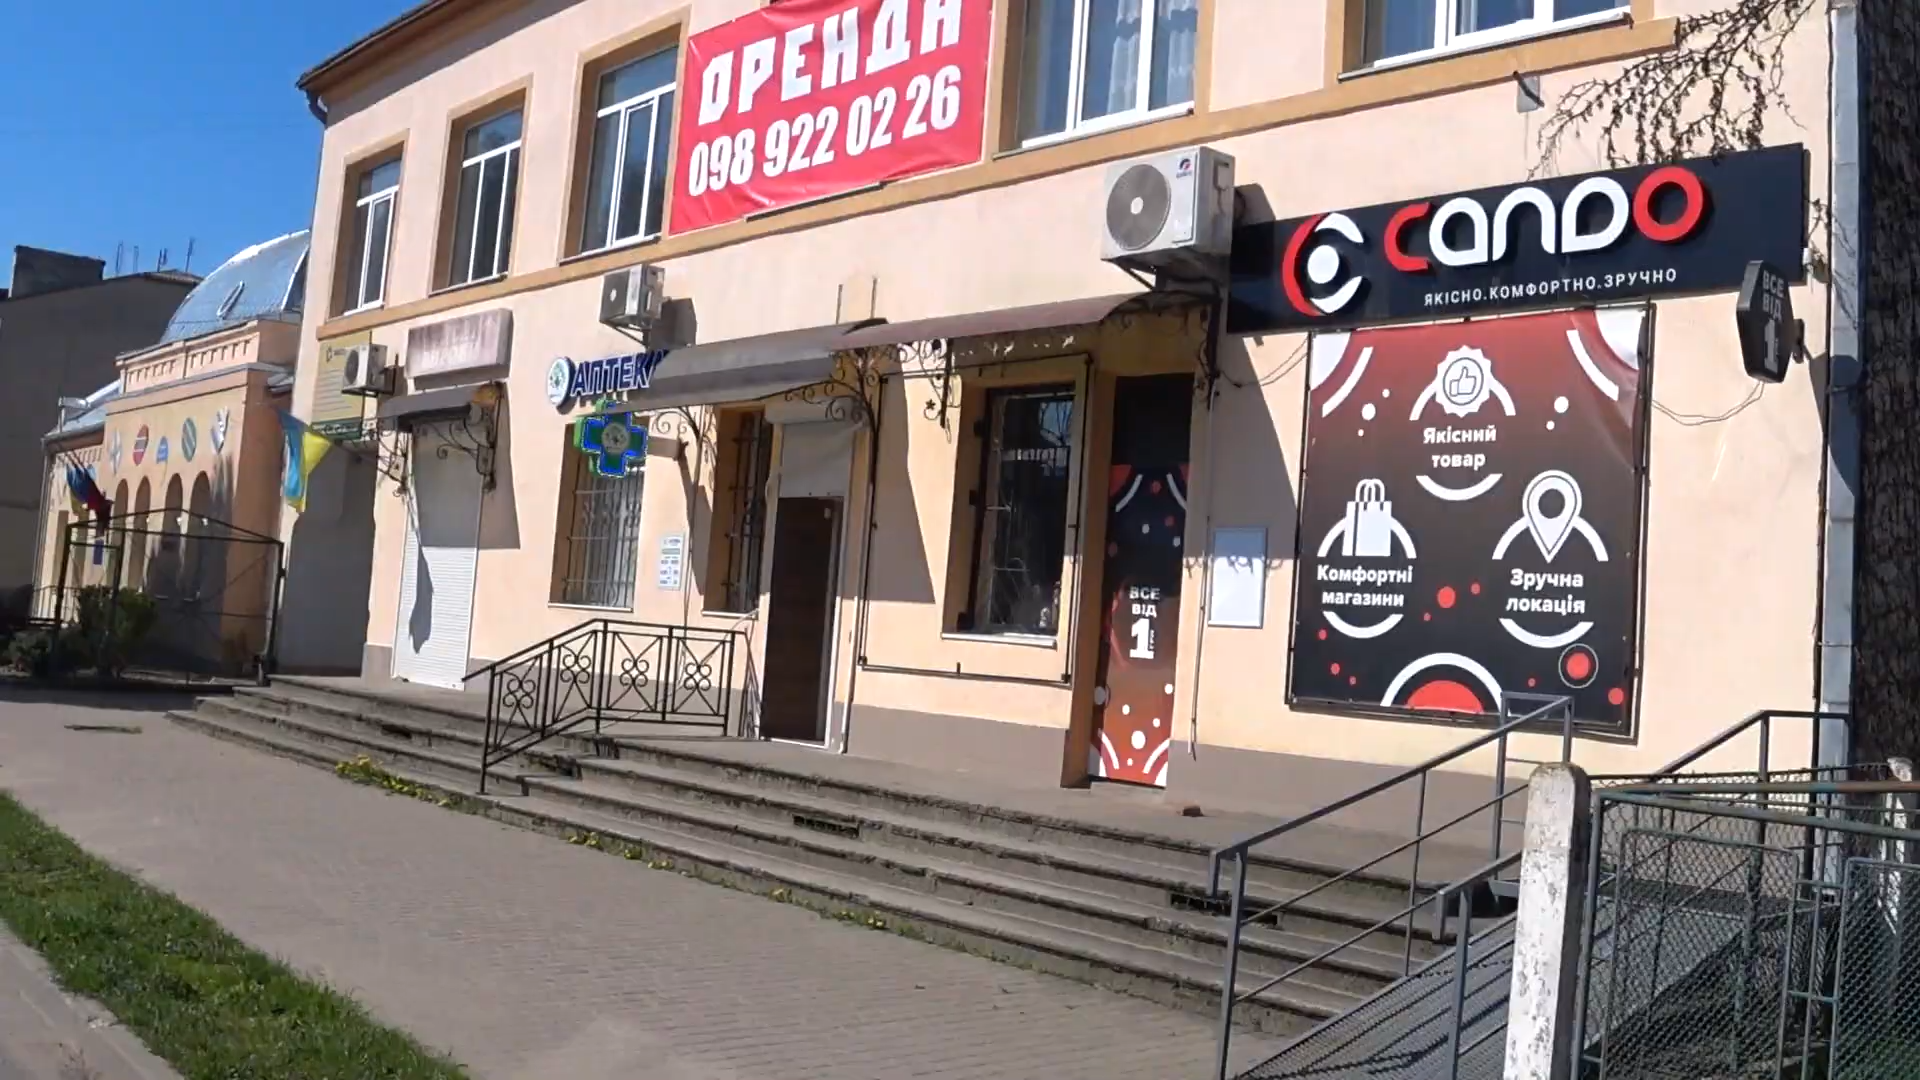 ОРЕНДА
098 922 02 26
CANDO
ЯКІСНО.КОМФОРТНО.ЗРУЧНО
ВСЕ
ВІД
1
АПТЕКА
Якісний
товар
Комфортні
магазини
Зручна
локація
ВСЕ
ВІД
1
ГРН